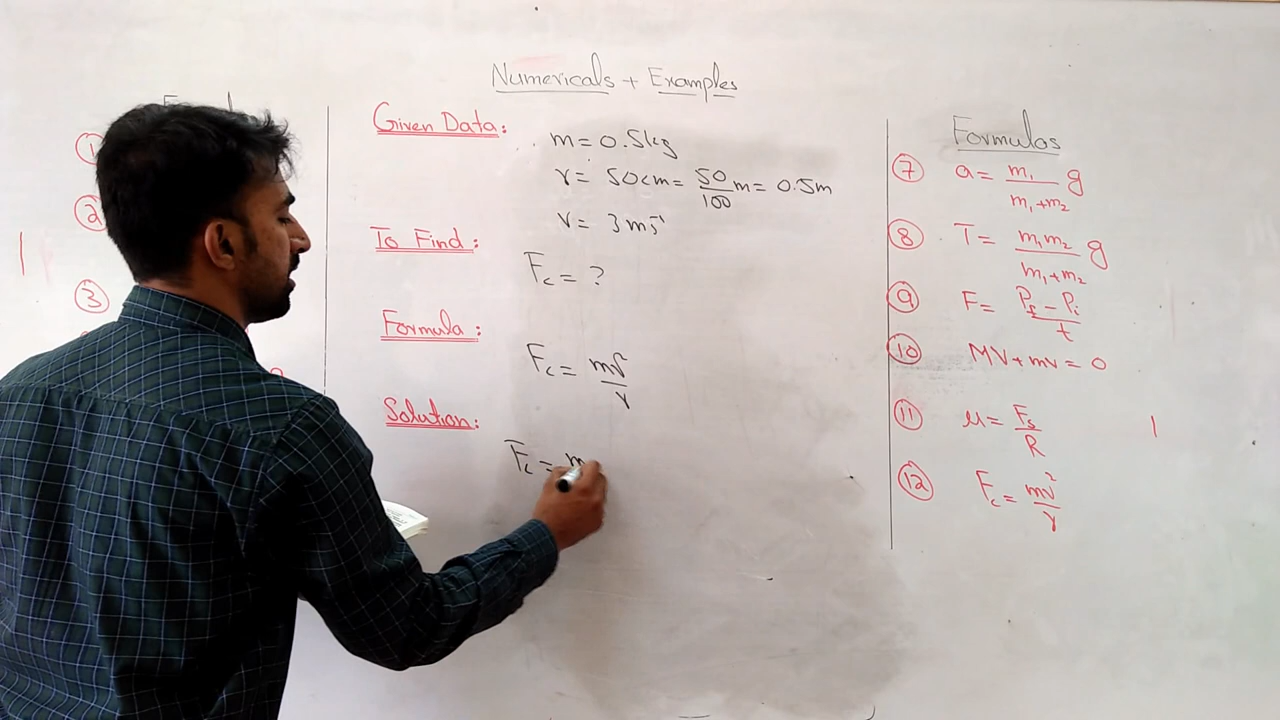 Numericals + Examples
①
②
③
Given Data:
m = 0.5kg
r = 50cm = 50/100 m = 0.5m
v = 3 ms⁻¹
To Find:
Fc = ?
Formula:
Fc = mv²/r
Solution:
Fc = m
Formulas
⑦ a = m₁/(m₁+m₂) g
⑧ T = m₁m₂/(m₁+m₂) g
⑨ F = (Pf - Pi)/t
⑩ MV + mv = 0
⑪ μ = Fs/R
⑫ Fc = mv²/r